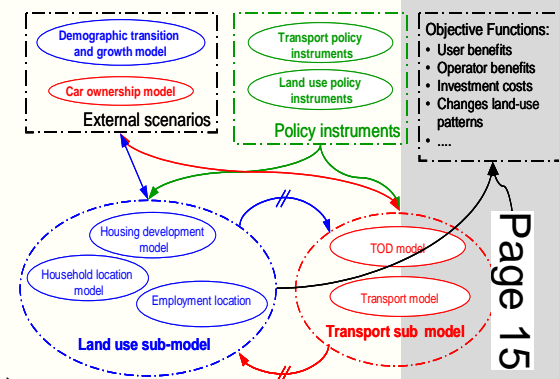 Demographic transition
and growth model
Car ownership model
External scenarios
Transport policy
instruments
Land use policy
instruments
Policy instruments
Objective Functions:
• User benefits
• Operator benefits
• Investment costs
• Changes land-use
patterns
• ....
Housing development
model
Household location
model
Employment location
Land use sub-model
TOD model
Transport model
Transport sub model
Page 15